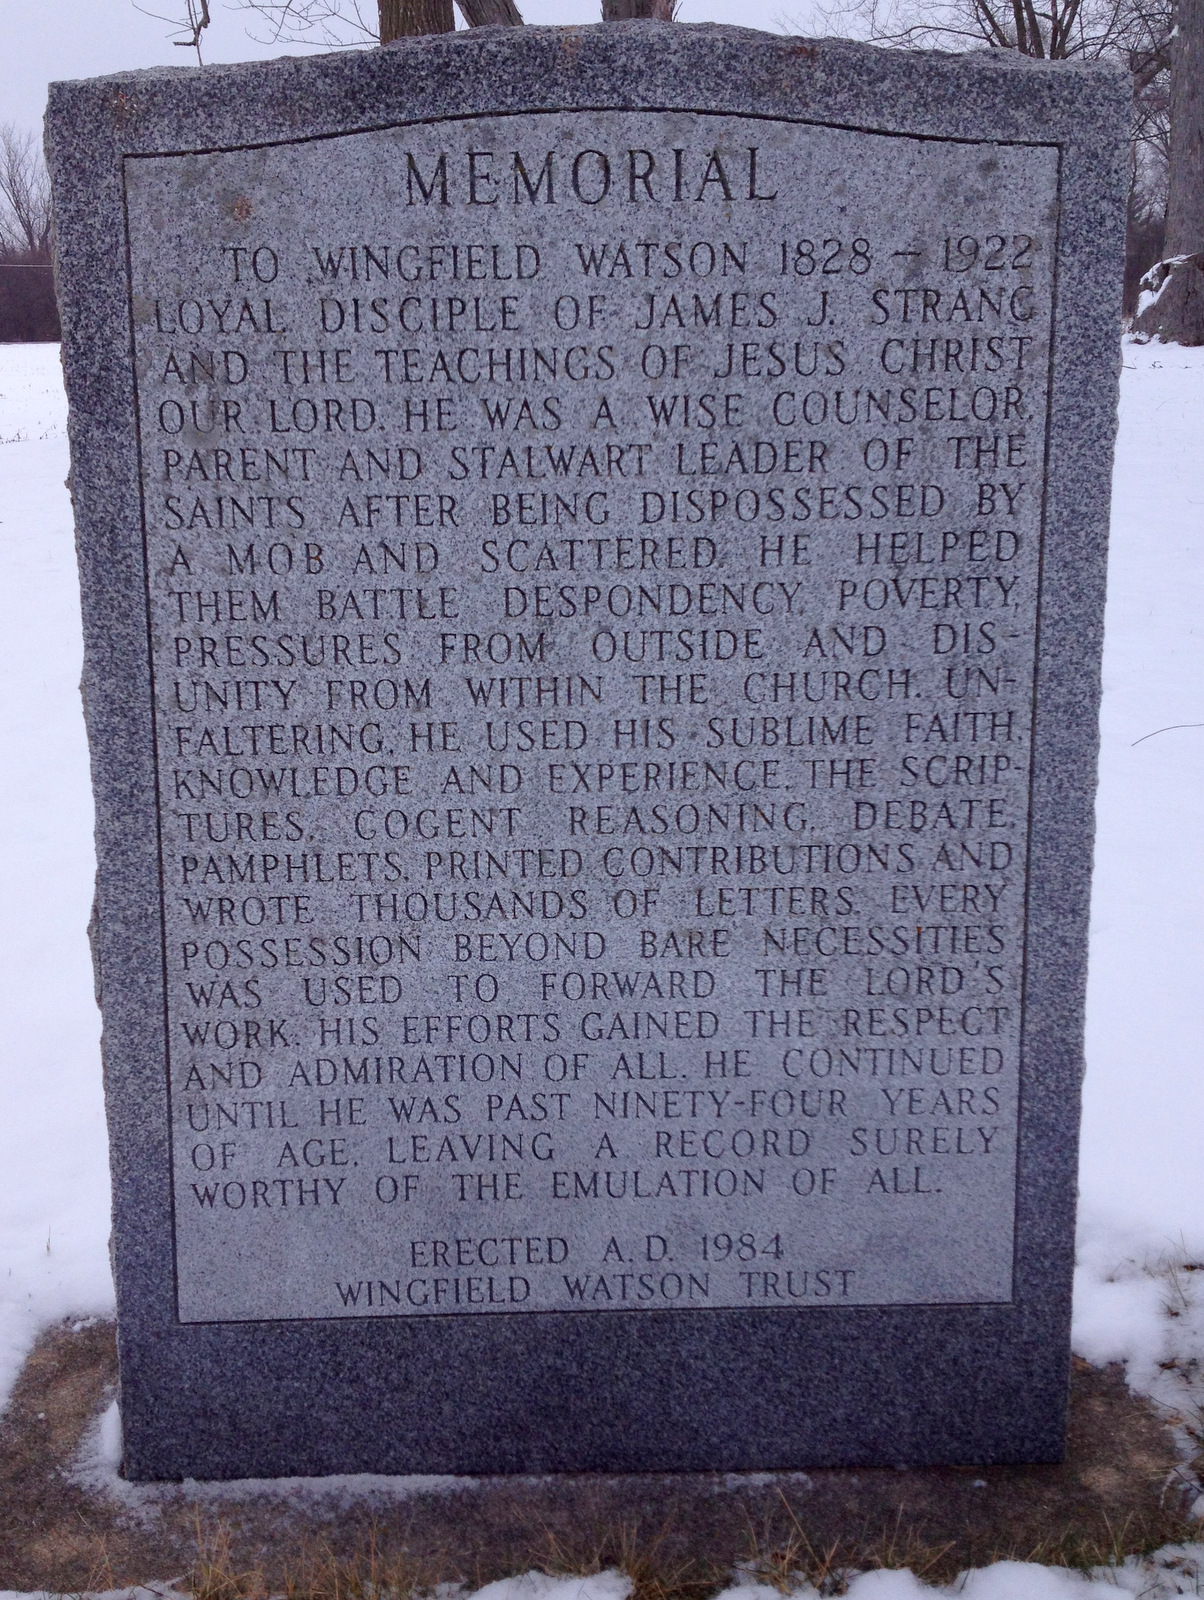 MEMORIAL
TO WINGFIELD WATSON 1828 – 1922
LOYAL DISCIPLE OF JAMES J. STRANG
AND THE TEACHINGS OF JESUS CHRIST
OUR LORD. HE WAS A WISE COUNSELOR,
PARENT AND STALWART LEADER OF THE
SAINTS AFTER BEING DISPOSSESSED BY
A MOB AND SCATTERED. HE HELPED
THEM BATTLE DESPONDENCY, POVERTY,
PRESSURES FROM OUTSIDE AND DIS-
UNITY FROM WITHIN THE CHURCH. UN-
FALTERING, HE USED HIS SUBLIME FAITH,
KNOWLEDGE AND EXPERIENCE, THE SCRIP-
TURES, COGENT REASONING, DEBATE,
PAMPHLETS, PRINTED CONTRIBUTIONS AND
WROTE THOUSANDS OF LETTERS. EVERY
POSSESSION BEYOND BARE NECESSITIES
WAS USED TO FORWARD THE LORD'S
WORK. HIS EFFORTS GAINED THE RESPECT
AND ADMIRATION OF ALL. HE CONTINUED
UNTIL HE WAS PAST NINETY-FOUR YEARS
OF AGE, LEAVING A RECORD SURELY
WORTHY OF THE EMULATION OF ALL.
ERECTED A.D. 1984
WINGFIELD WATSON TRUST